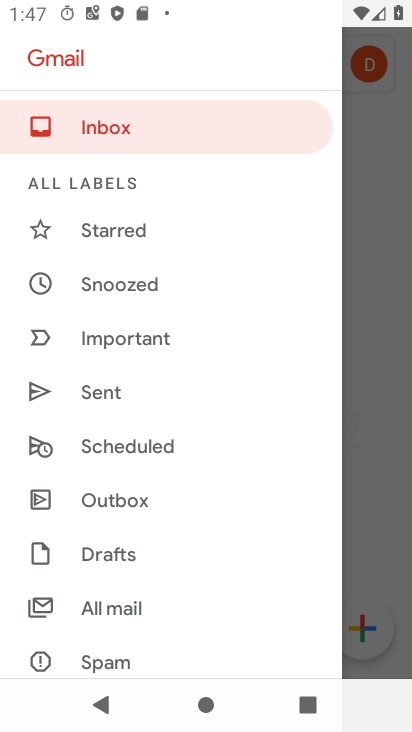 1:47
Gmail
D
Inbox
ALL LABELS
Starred
Snoozed
Important
Sent
Scheduled
Outbox
Drafts
All mail
Spam